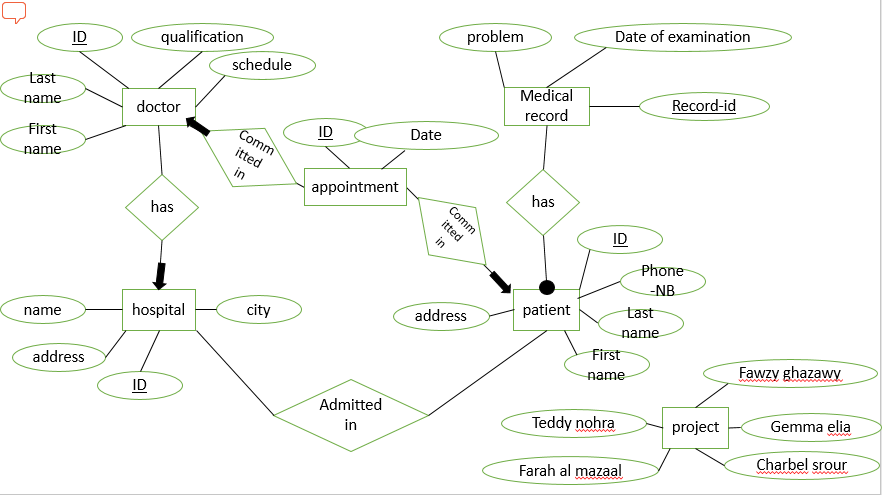 ID
qualification
schedule
Last
name
First
name
doctor
problem
Date of examination
Medical
record
Record-id
Comm
itted
in
ID
Date
appointment
Comm
itted
in
has
has
ID
Phone
-NB
Last
name
First
name
address
patient
name
hospital
city
address
ID
Admitted
in
Fawzy ghazawy
Teddy nohra
project
Gemma elia
Farah al mazaal
Charbel srour